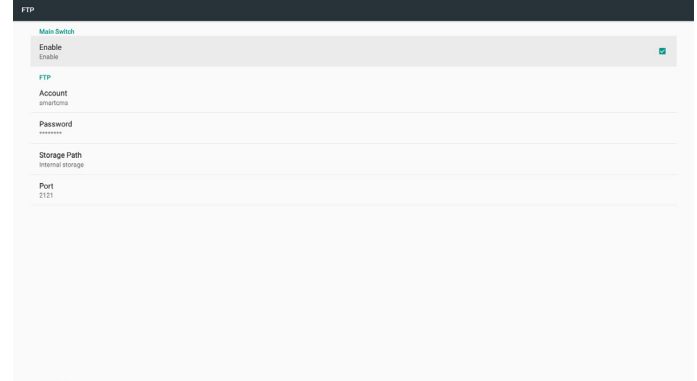 FTP
Main Switch
Enable
Enable
FTP
Account
smartcms
Password
********
Storage Path
Internal storage
Port
2121